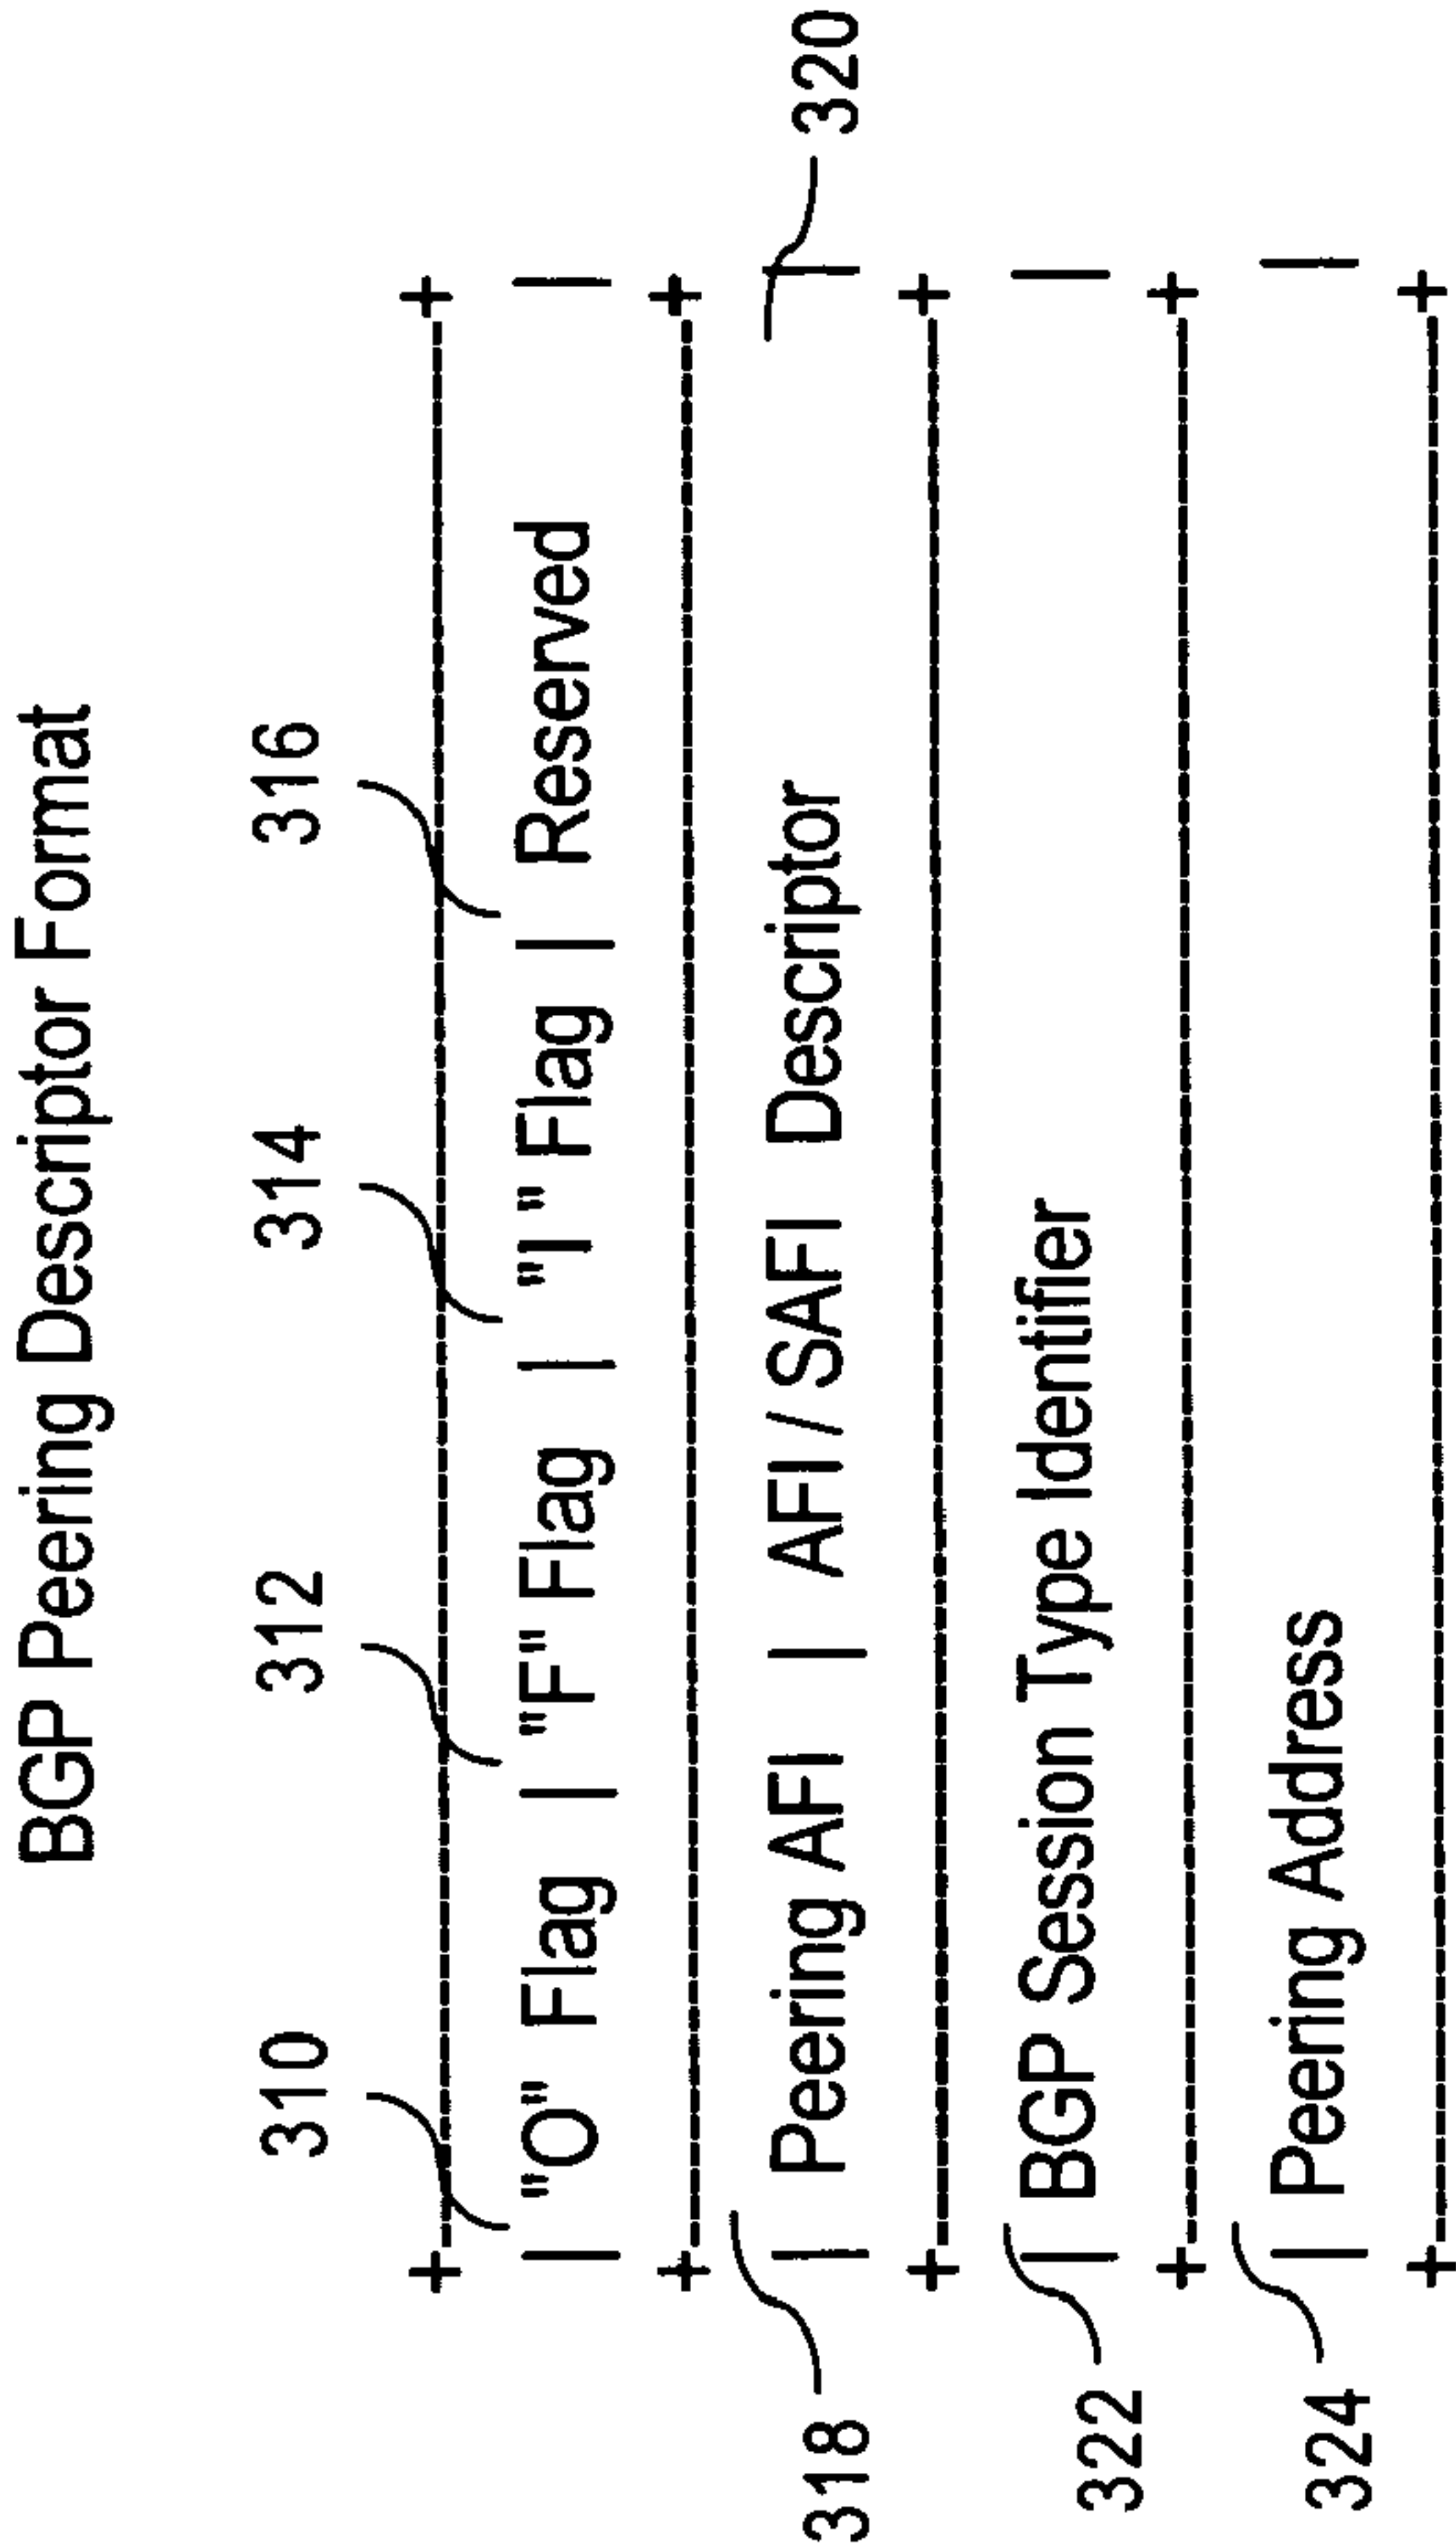 BGP Peering Descriptor Format
310 312 314 316
+--------------------------------+
| "O" Flag | "F" Flag | "I" Flag | Reserved |
+--------------------------------+
318 | Peering AFI | AFI / SAFI Descriptor | 320
+--------------------------------+
322 | BGP Session Type Identifier |
+--------------------------------+
324 | Peering Address |
+--------------------------------+